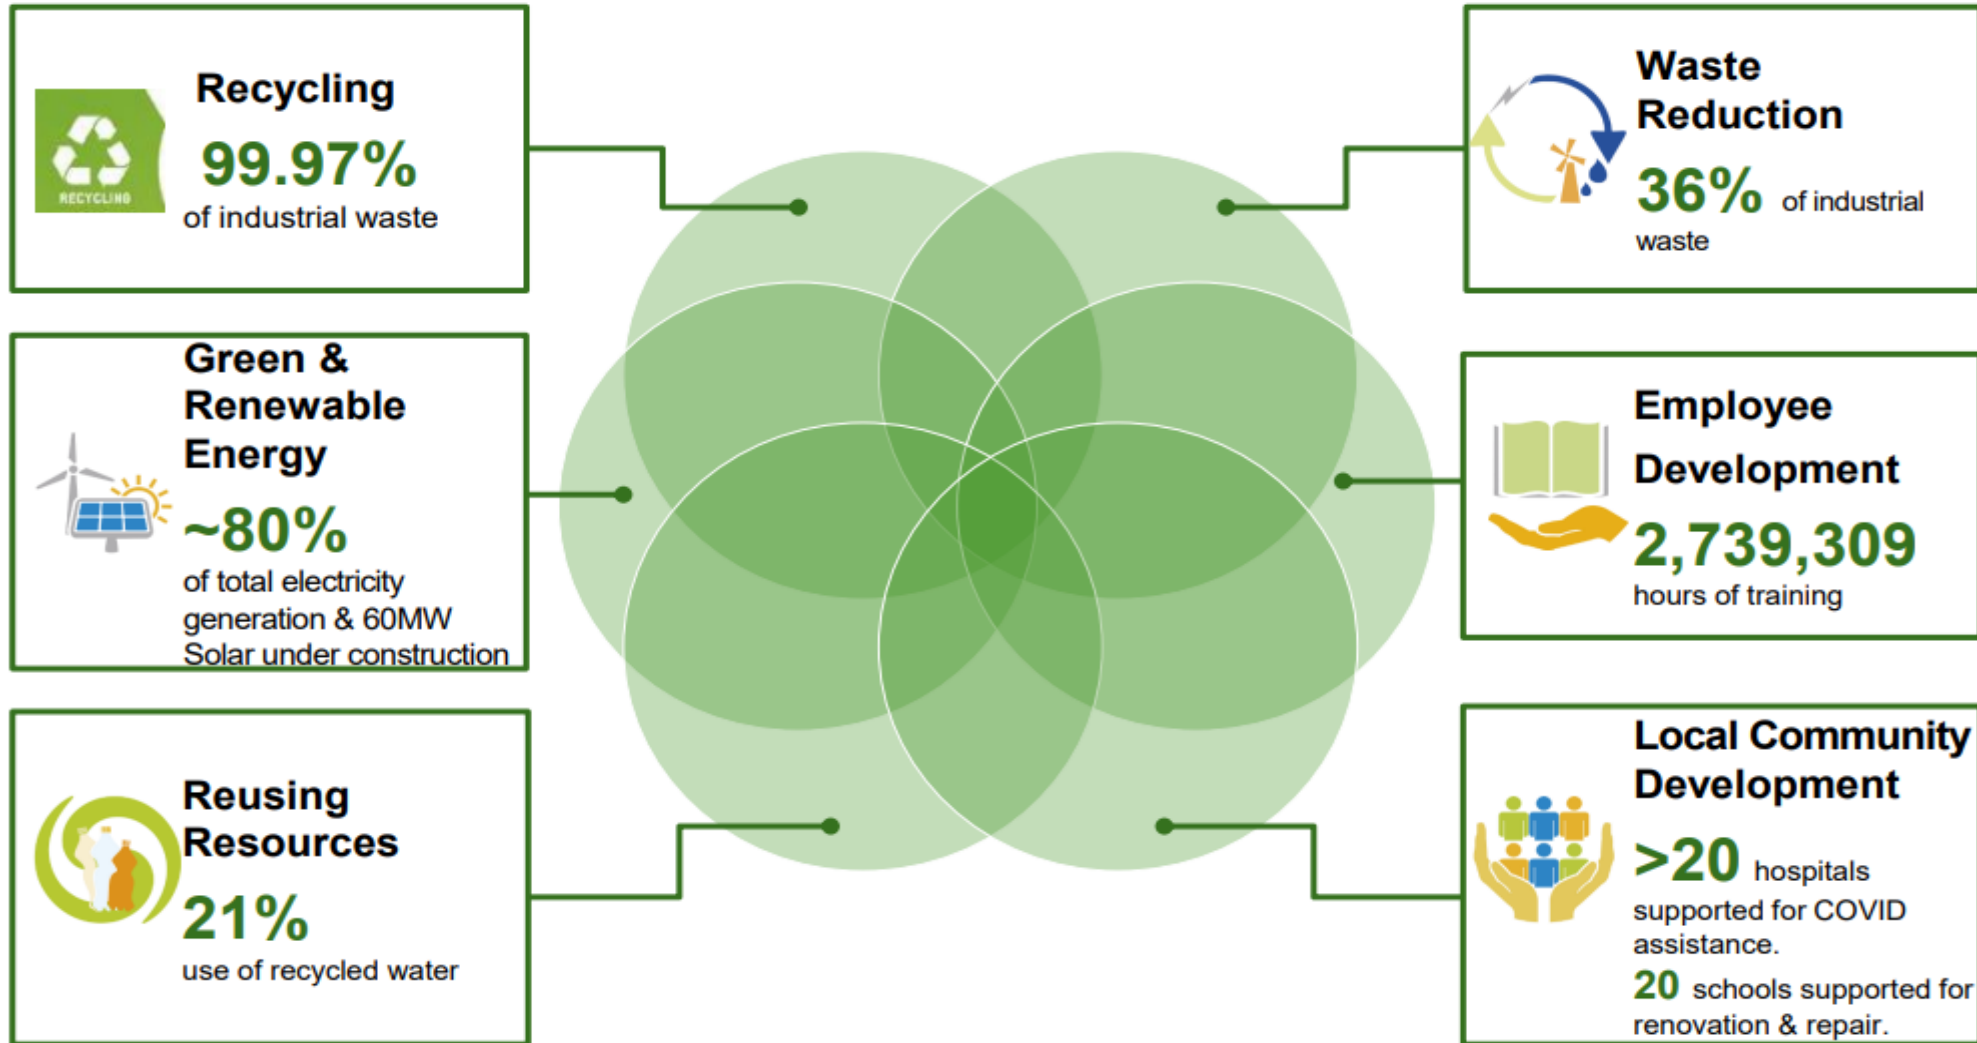 Recycling
RECYCLING
99.97%
of industrial waste
Green &
Renewable
Energy
~80%
of total electricity
generation & 60MW
Solar under construction
Reusing
Resources
21%
use of recycled water
Waste
Reduction
36% of industrial
waste
Employee
Development
2,739,309
hours of training
Local Community
Development
>20 hospitals
supported for COVID
assistance.
20 schools supported for
renovation & repair.